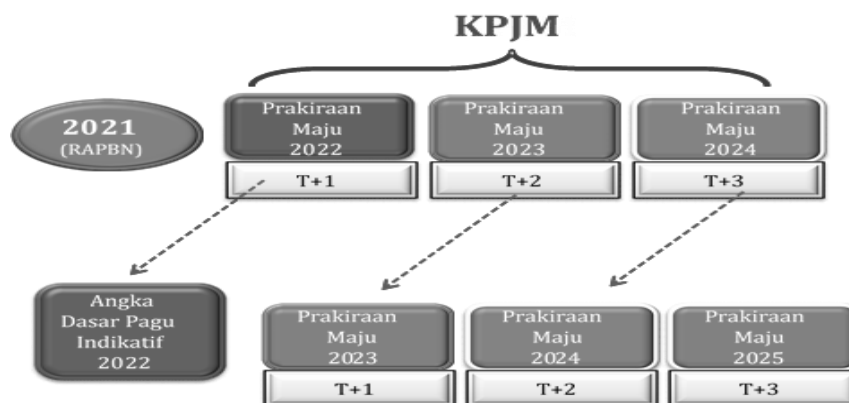 KPJM
2021
(RAPBN)
Prakiraan
Maju
2022
T+1
Prakiraan
Maju
2023
T+2
Prakiraan
Maju
2024
T+3
Angka
Dasar Pagu
Indikatif
2022
Prakiraan
Maju
2023
T+1
Prakiraan
Maju
2024
T+2
Prakiraan
Maju
2025
T+3